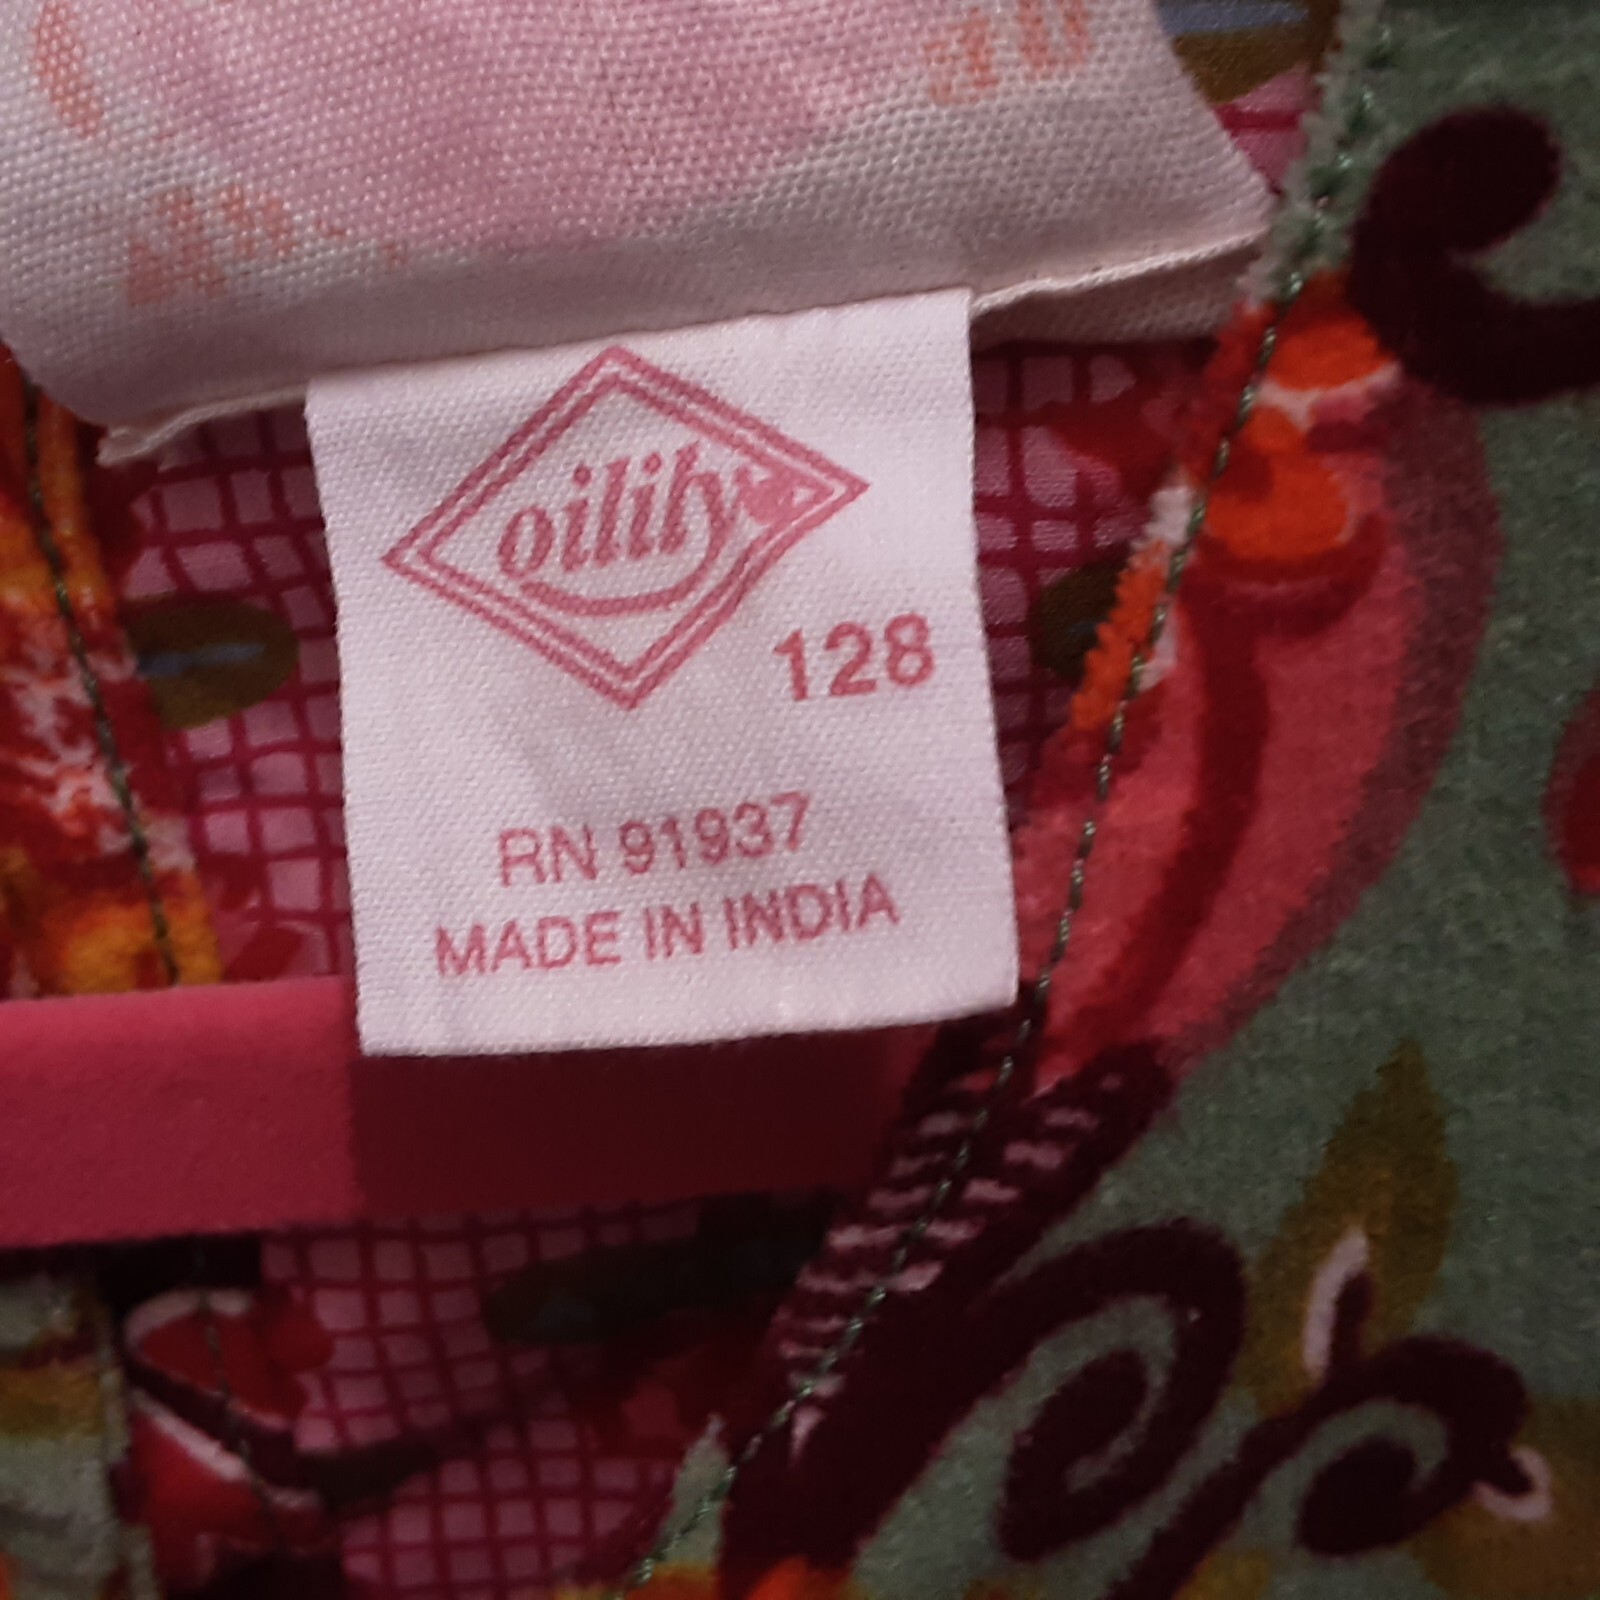 oilily
128
RN 91937
MADE IN INDIA